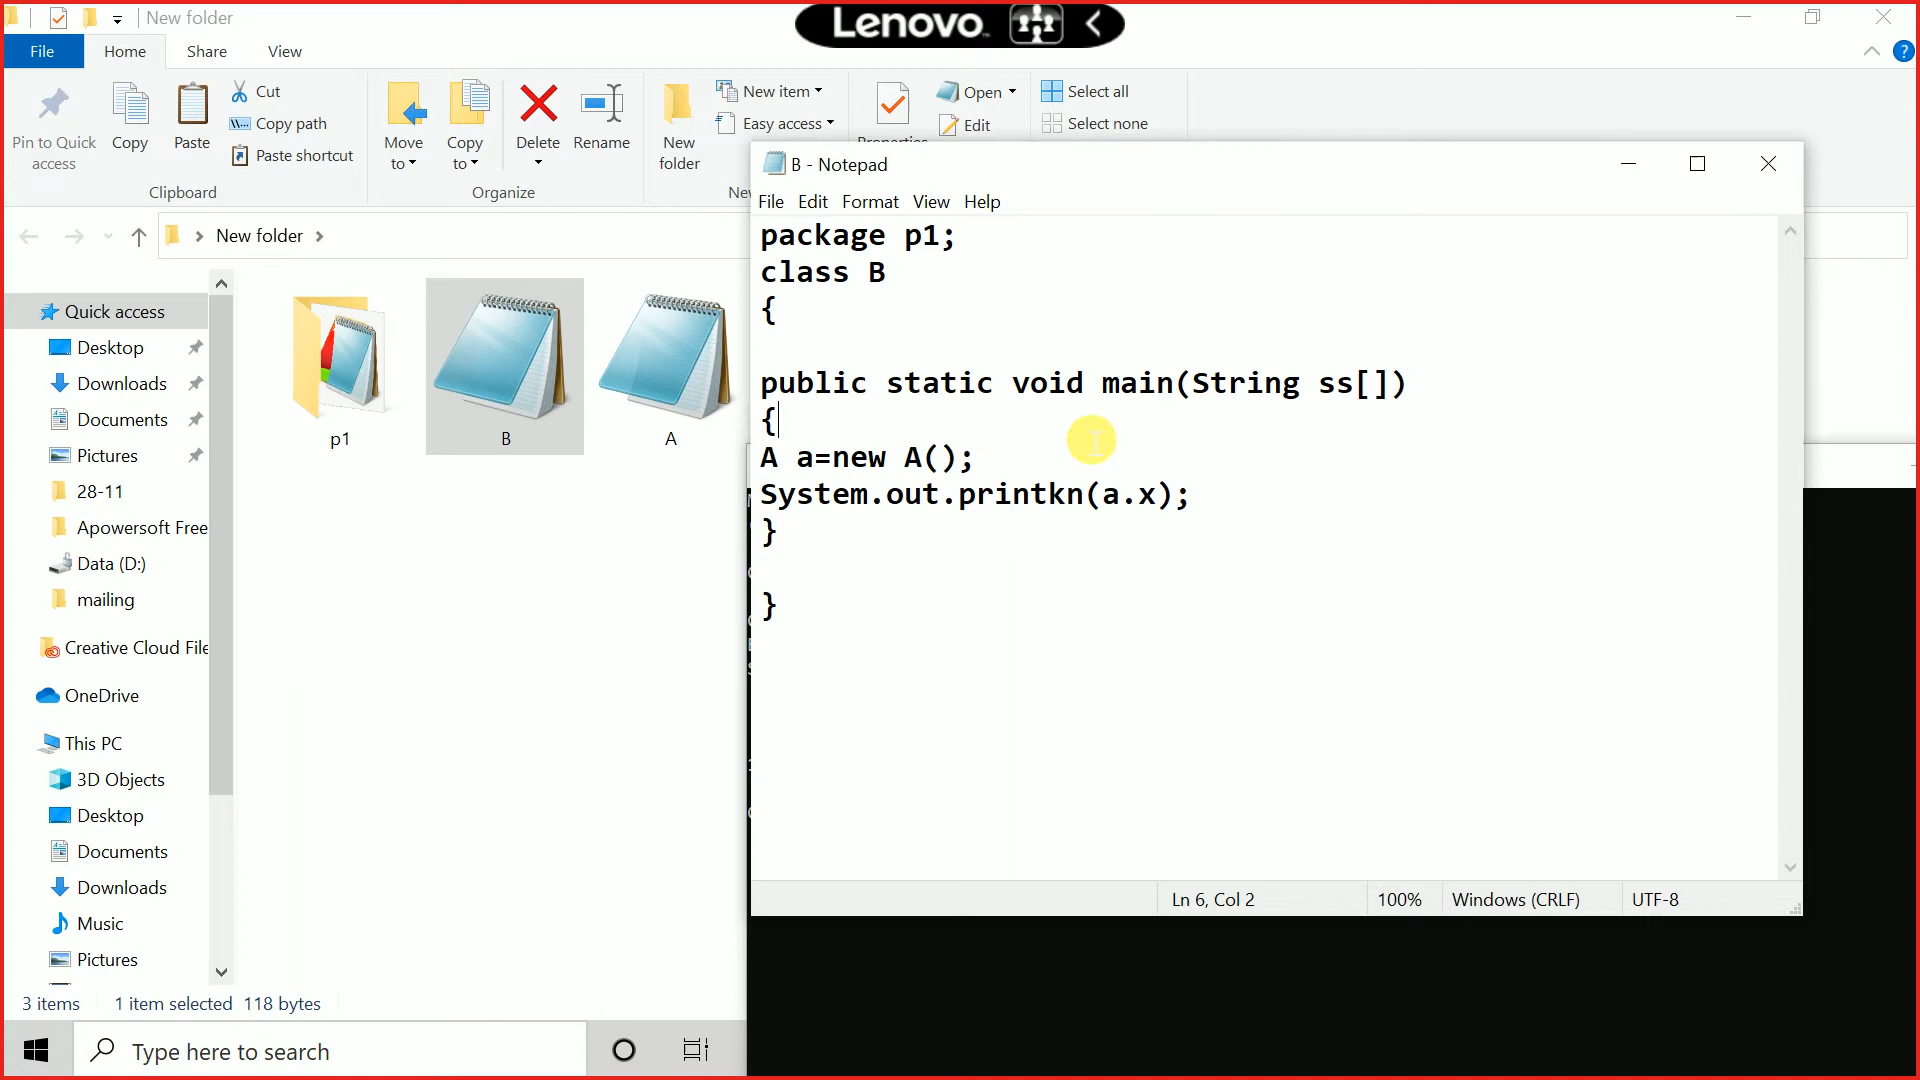 New folder
Lenovo
File
Home
Share
View
Pin to Quick
access
Copy
Paste
Cut
Copy path
Paste shortcut
Clipboard
Move
to
Copy
to
Delete
Rename
Organize
New
folder
New item
Easy access
Open
Edit
Select all
Select none
New folder
Quick access
Desktop
Downloads
Documents
Pictures
28-11
Apowersoft Free
Data (D:)
mailing
Creative Cloud File
OneDrive
This PC
3D Objects
Desktop
Documents
Downloads
Music
Pictures
p1
B
A
B - Notepad
File Edit Format View Help
package p1;
class B
{
public static void main(String ss[])
{
A a=new A();
System.out.printkn(a.x);
}
}
Ln 6, Col 2
100%
Windows (CRLF)
UTF-8
3 items
1 item selected 118 bytes
Type here to search